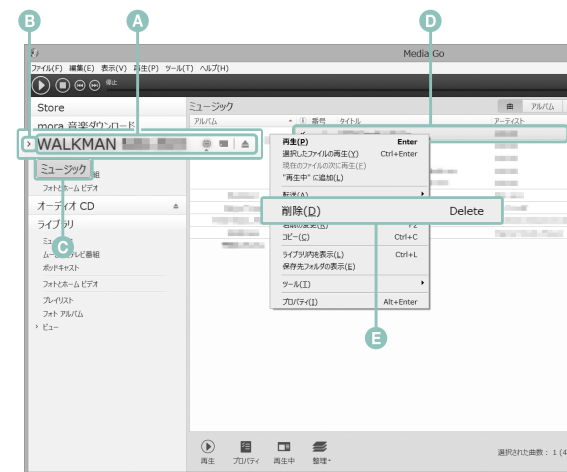 B
A
D
Media Go
ファイル(F) 編集(E) 表示(V) 再生(P) ツール(T) ヘルプ(H)
停止
Store
ミュージック
曲
アルバム
mora 音楽ダウンロード
アルバム
番号
タイトル
アーティスト
WALKMAN
再生(P) Enter
選択したファイルの再生(Y) Ctrl+Enter
現在のファイルの次に再生(E)
"再生中" に追加(L)
ミュージック
組
フォトとホーム ビデオ
転送(A)
オーディオ CD
削除(D) Delete
ライブラリ
名前の変更(R) F2
コピー(C) Ctrl+C
C
ライブラリ内を表示(L) Ctrl+L
保存先フォルダの表示(E)
ポッドキャスト
フォトとホーム ビデオ
ツール(I)
プレイリスト
プロパティ(I) Alt+Enter
フォト アルバム
ビュー
E
再生
プロパティ
再生中
整理
選択された曲数 : 1 (4